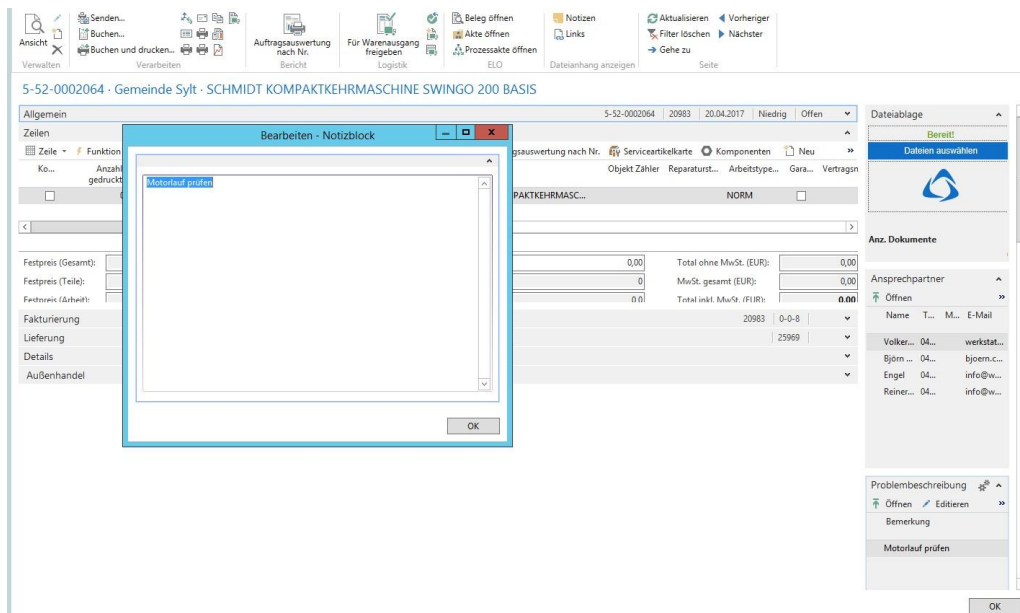 Ansicht
Senden...
Buchen...
Buchen und drucken...
Auftragsauswertung
nach Nr.
Für Warenausgang
freigeben
Beleg öffnen
Akte öffnen
Prozessakte öffnen
Notizen
Links
Aktualisieren
Vorheriger
Filter löschen
Nächster
Gehe zu
Verwalten
Verarbeiten
Bericht
Logistik
ELO
Dateianhang anzeigen
Seite
5-52-0002064 · Gemeinde Sylt · SCHMIDT KOMPAKTKEHRMASCHINE SWINGO 200 BASIS
Allgemein
5-52-0002064 20983 20.04.2017 Niedrig Offen
Zeilen
Zeile Funktion
gsauswertung nach Nr. Serviceartikelkarte Komponenten Neu
Ko... Anzahl
gedruckt
Objekt Zähler Reparaturst... Arbeitstype... Gara... Vertragsn
PAKTKEHRMASC... NORM
Bearbeiten - Notizblock
Motorlauf prüfen
OK
Festpreis (Gesamt): 0,00 Total ohne MwSt. (EUR): 0,00
Festpreis (Teile): 0 MwSt. gesamt (EUR): 0,00
Festpreis (Arbeit): 0,0 Total inkl. MwSt. (EUR): 0,00
Fakturierung 20983 0-0-8
Lieferung 25969
Details
Außenhandel
Dateiablage
Bereit!
Dateien auswählen
Anz. Dokumente
Ansprechpartner
Öffnen
Name T... M... E-Mail
Volker... 04... werkstat...
Björn ... 04... bjoern.c...
Engel 04... info@w...
Reiner... 04... info@w...
Problembeschreibung
Öffnen Editieren
Bemerkung
Motorlauf prüfen
OK